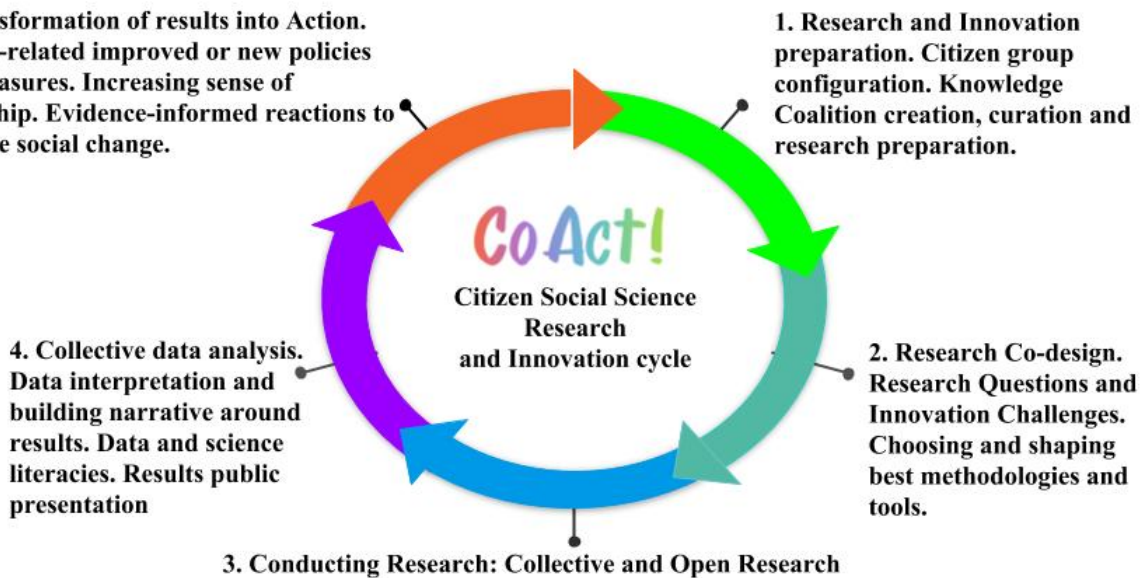 sformation of results into Action.
-related improved or new policies
easures. Increasing sense of
hip. Evidence-informed reactions to
e social change.
1. Research and Innovation
preparation. Citizen group
configuration. Knowledge
Coalition creation, curation and
research preparation.
CoAct!
Citizen Social Science
Research
and Innovation cycle
4. Collective data analysis.
Data interpretation and
building narrative around
results. Data and science
literacies. Results public
presentation
2. Research Co-design.
Research Questions and
Innovation Challenges.
Choosing and shaping
best methodologies and
tools.
3. Conducting Research: Collective and Open Research